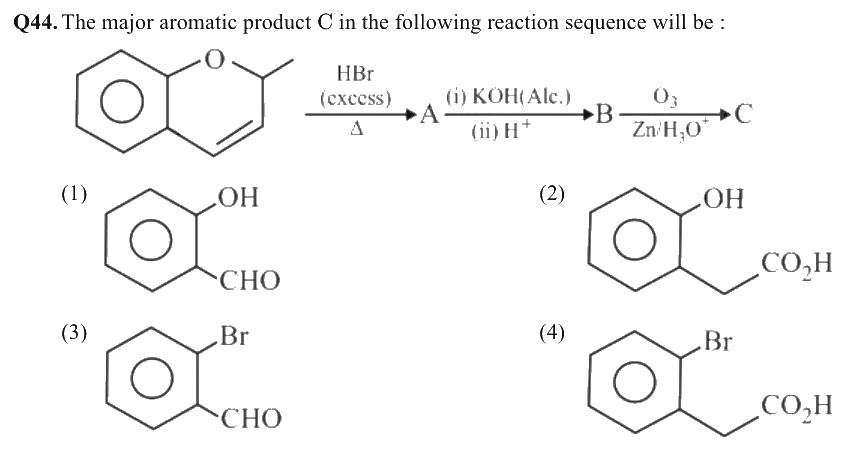 Q44. The major aromatic product C in the following reaction sequence will be :
O
HBr
(excess)
Δ
A
(i) KOH(Alc.)
(ii) H⁺
B
O₃
Zn/H₃O⁺
C
(1)
OH
CHO
(2)
OH
CO₂H
(3)
Br
CHO
(4)
Br
CO₂H